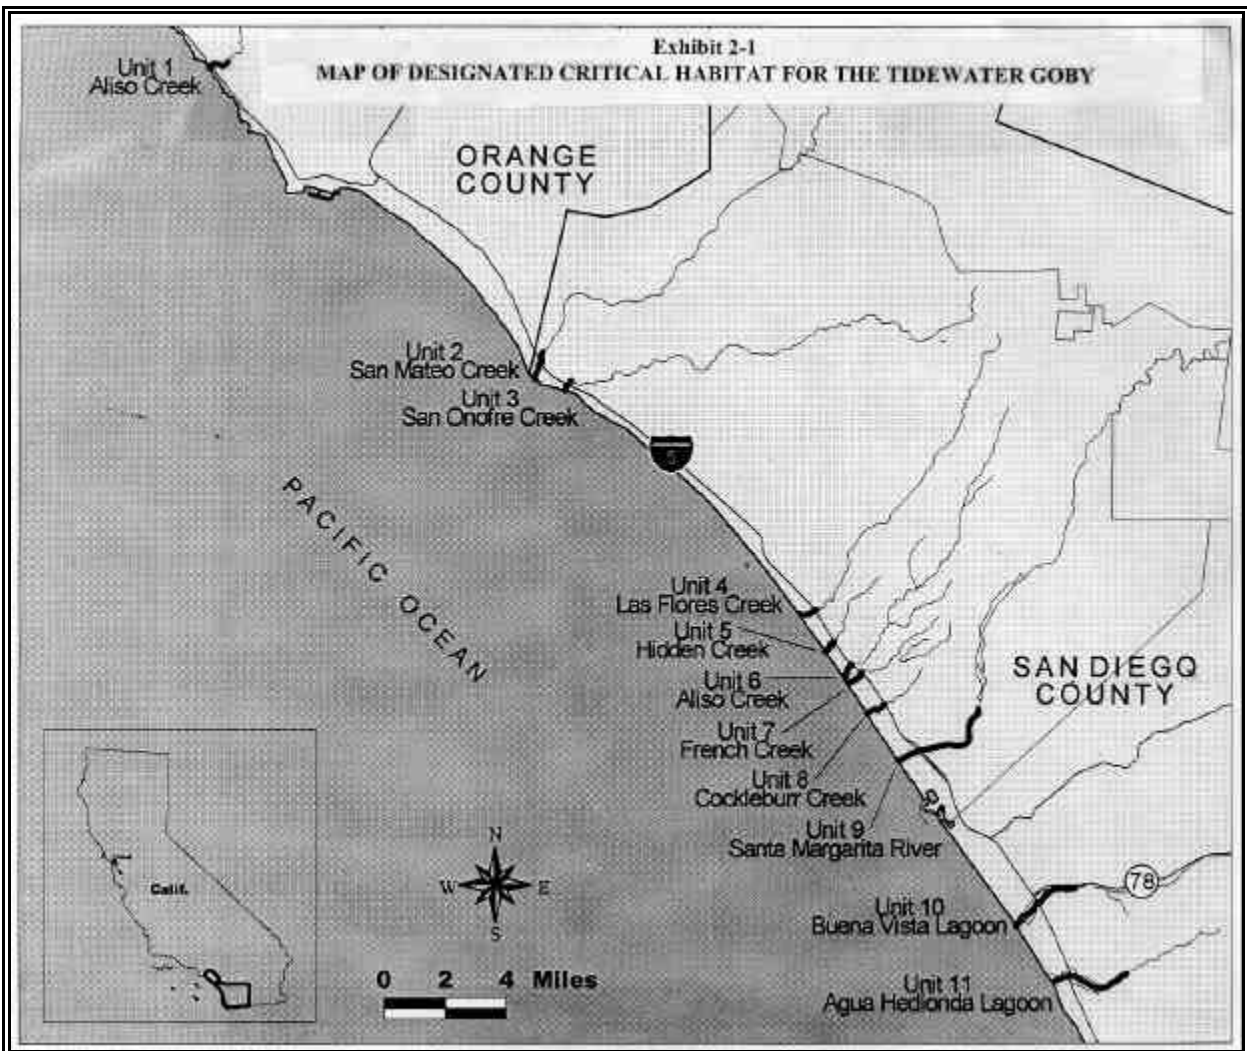 Exhibit 2-1
MAP OF DESIGNATED CRITICAL HABITAT FOR THE TIDEWATER GOBY
Unit 1
Aliso Creek
ORANGE
COUNTY
Unit 2
San Mateo Creek
Unit 3
San Onofre Creek
5
PACIFIC OCEAN
Unit 4
Las Flores Creek
Unit 5
Hidden Creek
Unit 6
Aliso Creek
SAN DIEGO
COUNTY
Unit 7
French Creek
Unit 8
Cockleburr Creek
Unit 9
Santa Margarita River
Calif.
N
W E
S
78
Unit 10
Buena Vista Lagoon
0 2 4 Miles
Unit 11
Agua Hedionda Lagoon